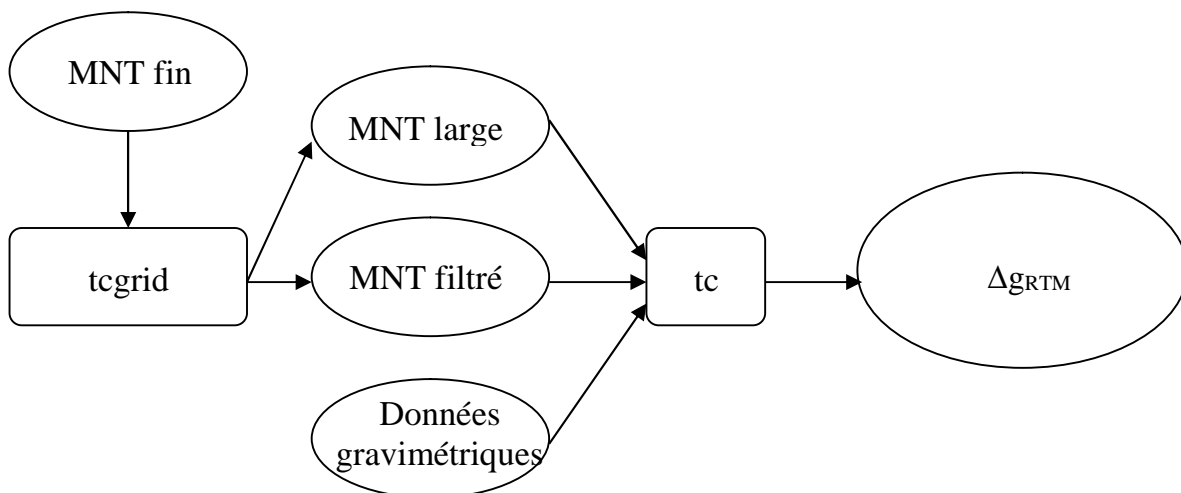 MNT fin
MNT large
tcgrid
MNT filtré
tc
ΔgRTM
Données
gravimétriques